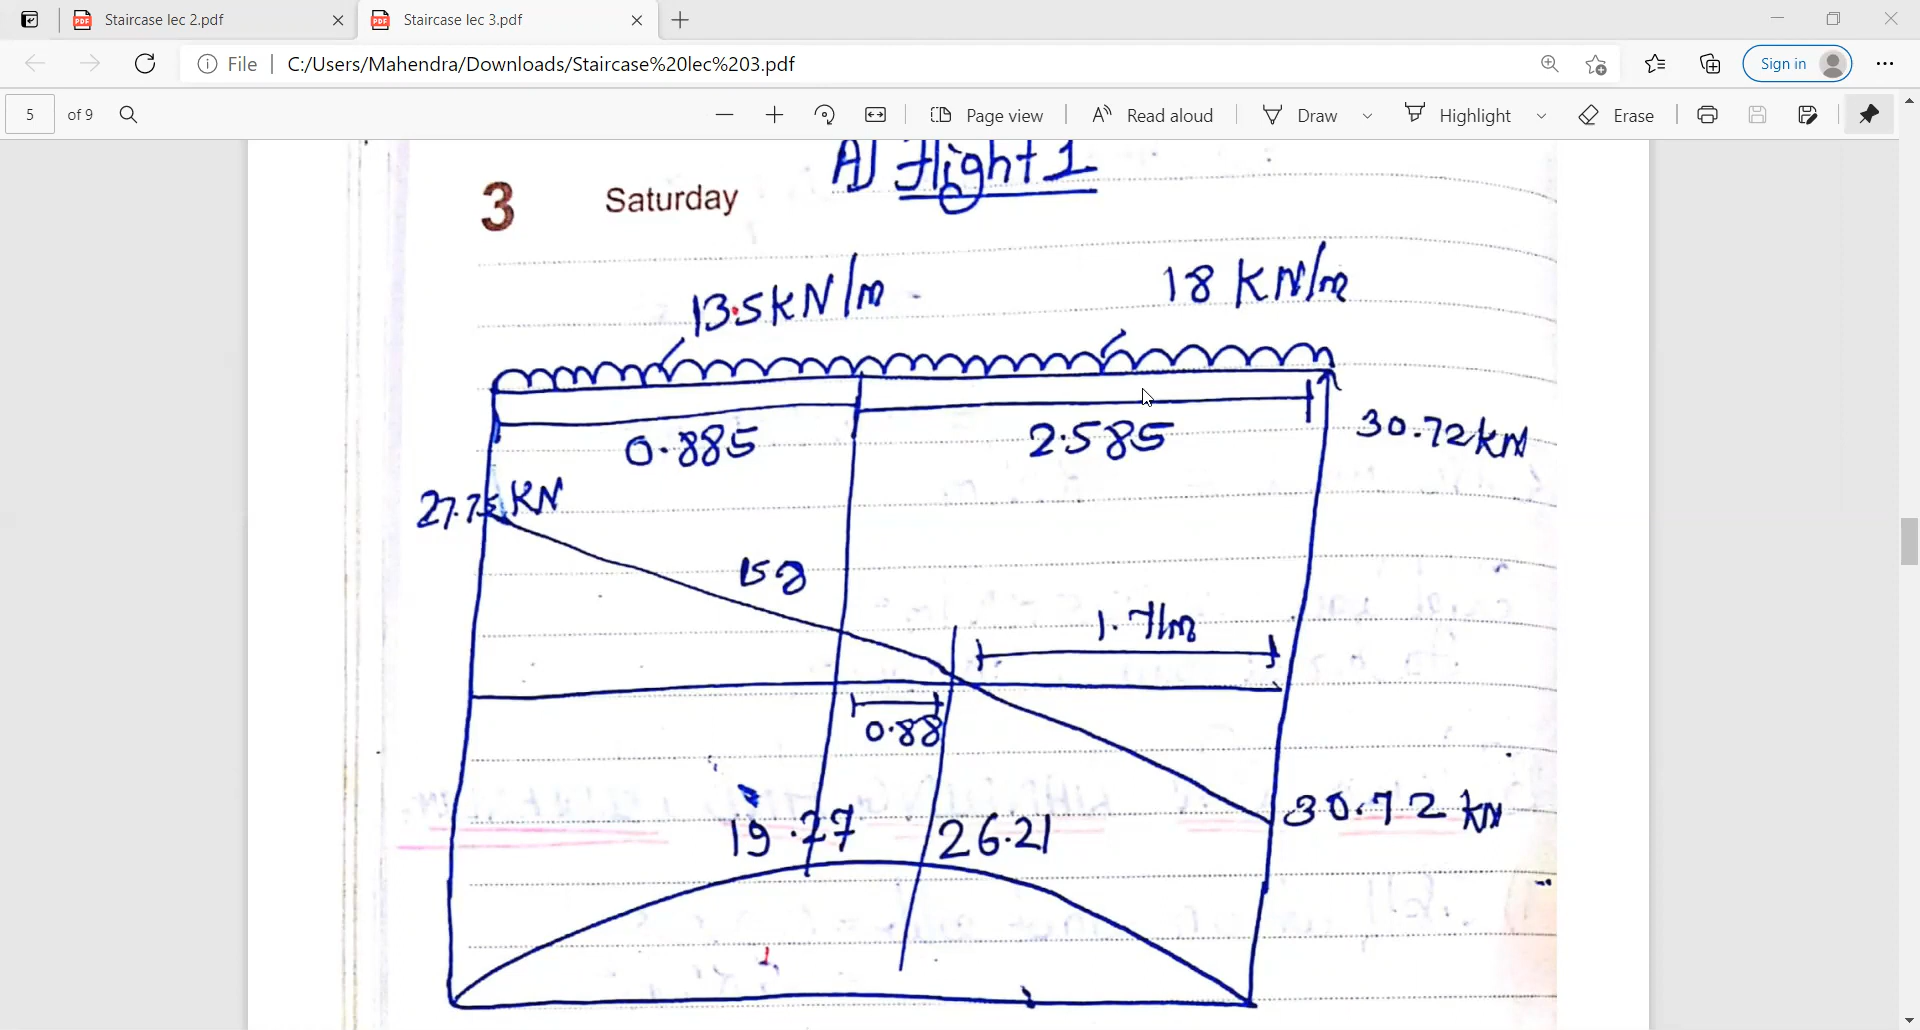 Staircase lec 2.pdf
Staircase lec 3.pdf
File | C:/Users/Mahendra/Downloads/Staircase%20lec%203.pdf
Sign in
5 of 9
Page view
Read aloud
Draw
Highlight
Erase
A) flight 1
3 Saturday
13.5kN/m
18 KN/m
0.885
2.585
30.72kN
27.75KN
1.71m
0.88
19.27
26.21
30.72 kN